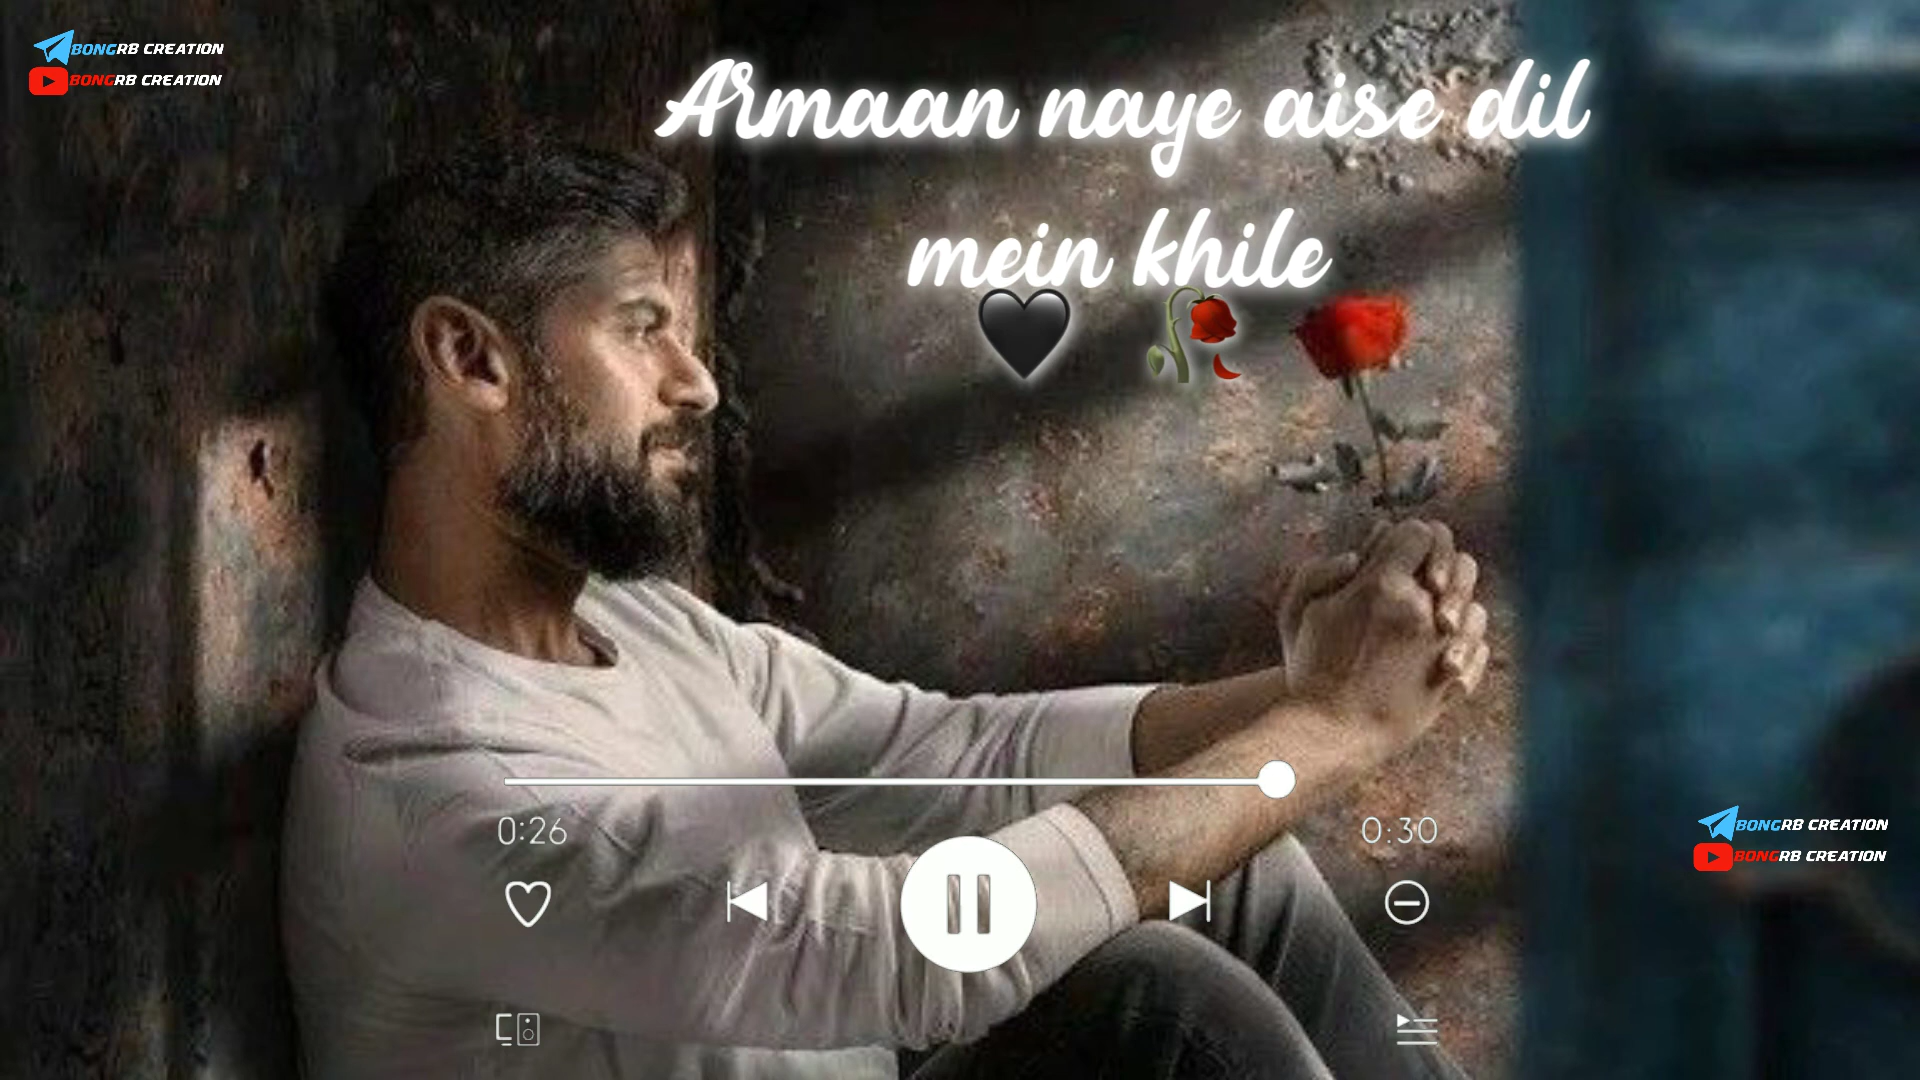 BONGRB CREATION
BONGRB CREATION
Armaan naye aise dil
mein khile
🖤 🥀
0:26 0:30
BONGRB CREATION
BONGRB CREATION